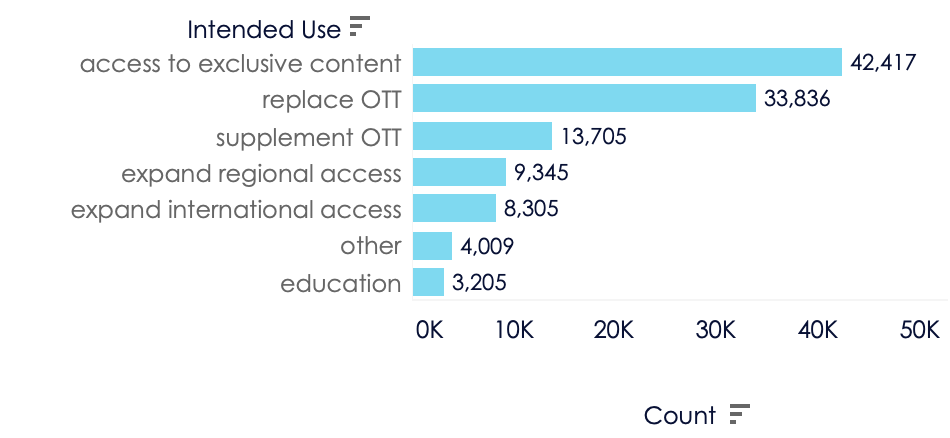 Intended Use
access to exclusive content 42,417
replace OTT 33,836
supplement OTT 13,705
expand regional access 9,345
expand international access 8,305
other 4,009
education 3,205
0K 10K 20K 30K 40K 50K
Count